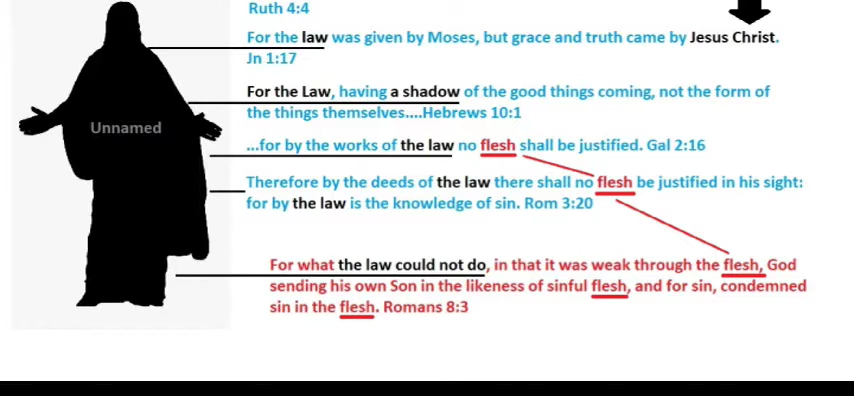 Ruth 4:4
For the law was given by Moses, but grace and truth came by Jesus Christ.
Jn 1:17
For the Law, having a shadow of the good things coming, not the form of
the things themselves....Hebrews 10:1
Unnamed
...for by the works of the law no flesh shall be justified. Gal 2:16
Therefore by the deeds of the law there shall no flesh be justified in his sight:
for by the law is the knowledge of sin. Rom 3:20
For what the law could not do, in that it was weak through the flesh, God
sending his own Son in the likeness of sinful flesh, and for sin, condemned
sin in the flesh. Romans 8:3